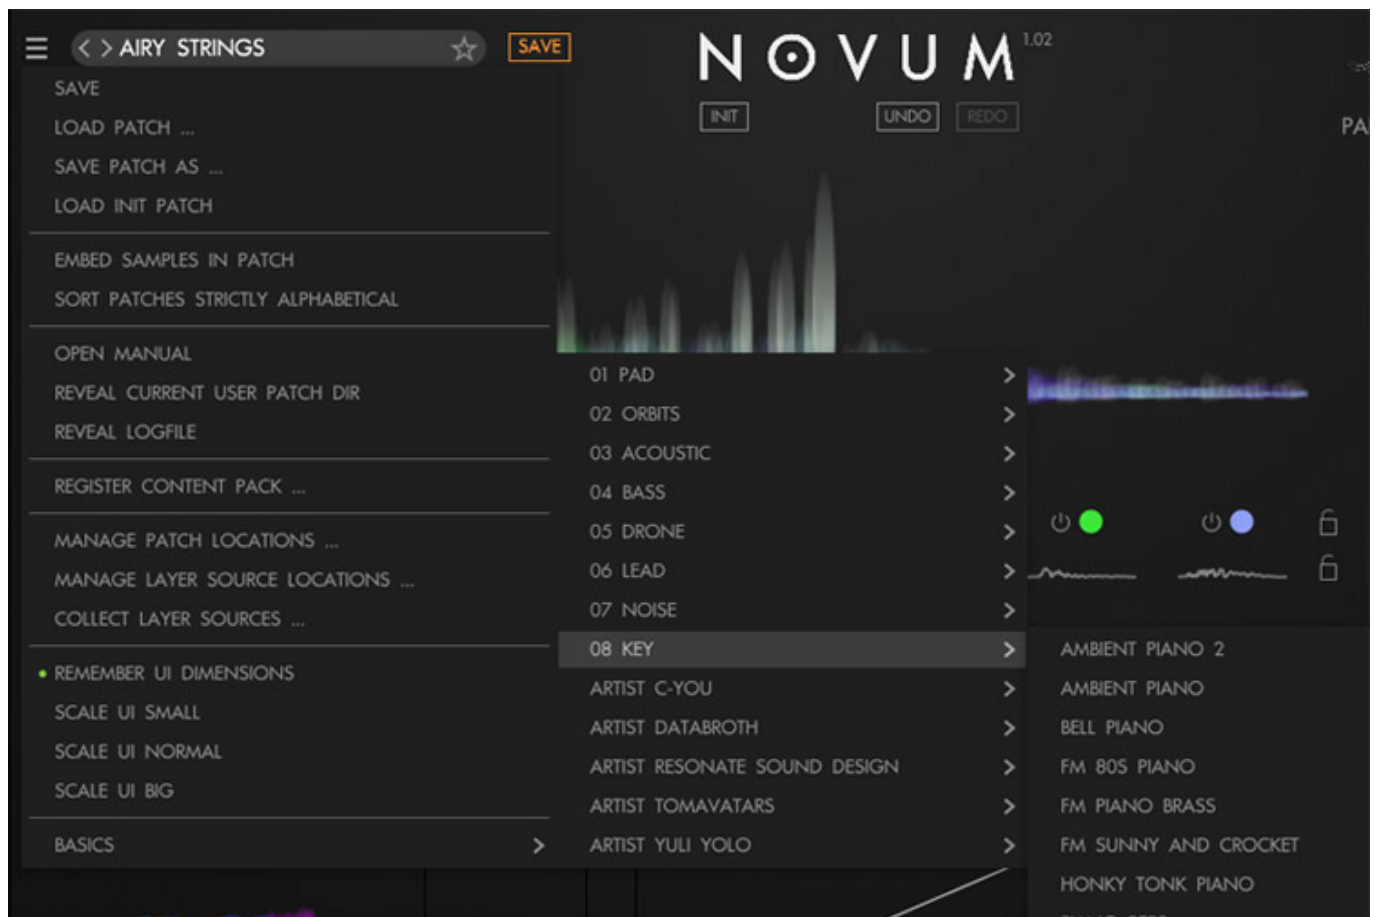 AIRY STRINGS
SAVE
NOVUM 1.02
INIT
UNDO
REDO
SAVE
LOAD PATCH ...
SAVE PATCH AS ...
LOAD INIT PATCH
EMBED SAMPLES IN PATCH
SORT PATCHES STRICTLY ALPHABETICAL
OPEN MANUAL
REVEAL CURRENT USER PATCH DIR
REVEAL LOGFILE
REGISTER CONTENT PACK ...
MANAGE PATCH LOCATIONS ...
MANAGE LAYER SOURCE LOCATIONS ...
COLLECT LAYER SOURCES ...
REMEMBER UI DIMENSIONS
SCALE UI SMALL
SCALE UI NORMAL
SCALE UI BIG
BASICS
01 PAD
02 ORBITS
03 ACOUSTIC
04 BASS
05 DRONE
06 LEAD
07 NOISE
08 KEY
ARTIST C-YOU
ARTIST DATABROTH
ARTIST RESONATE SOUND DESIGN
ARTIST TOMAVATARS
ARTIST YULI YOLO
AMBIENT PIANO 2
AMBIENT PIANO
BELL PIANO
FM 80S PIANO
FM PIANO BRASS
FM SUNNY AND CROCKET
HONKY TONK PIANO